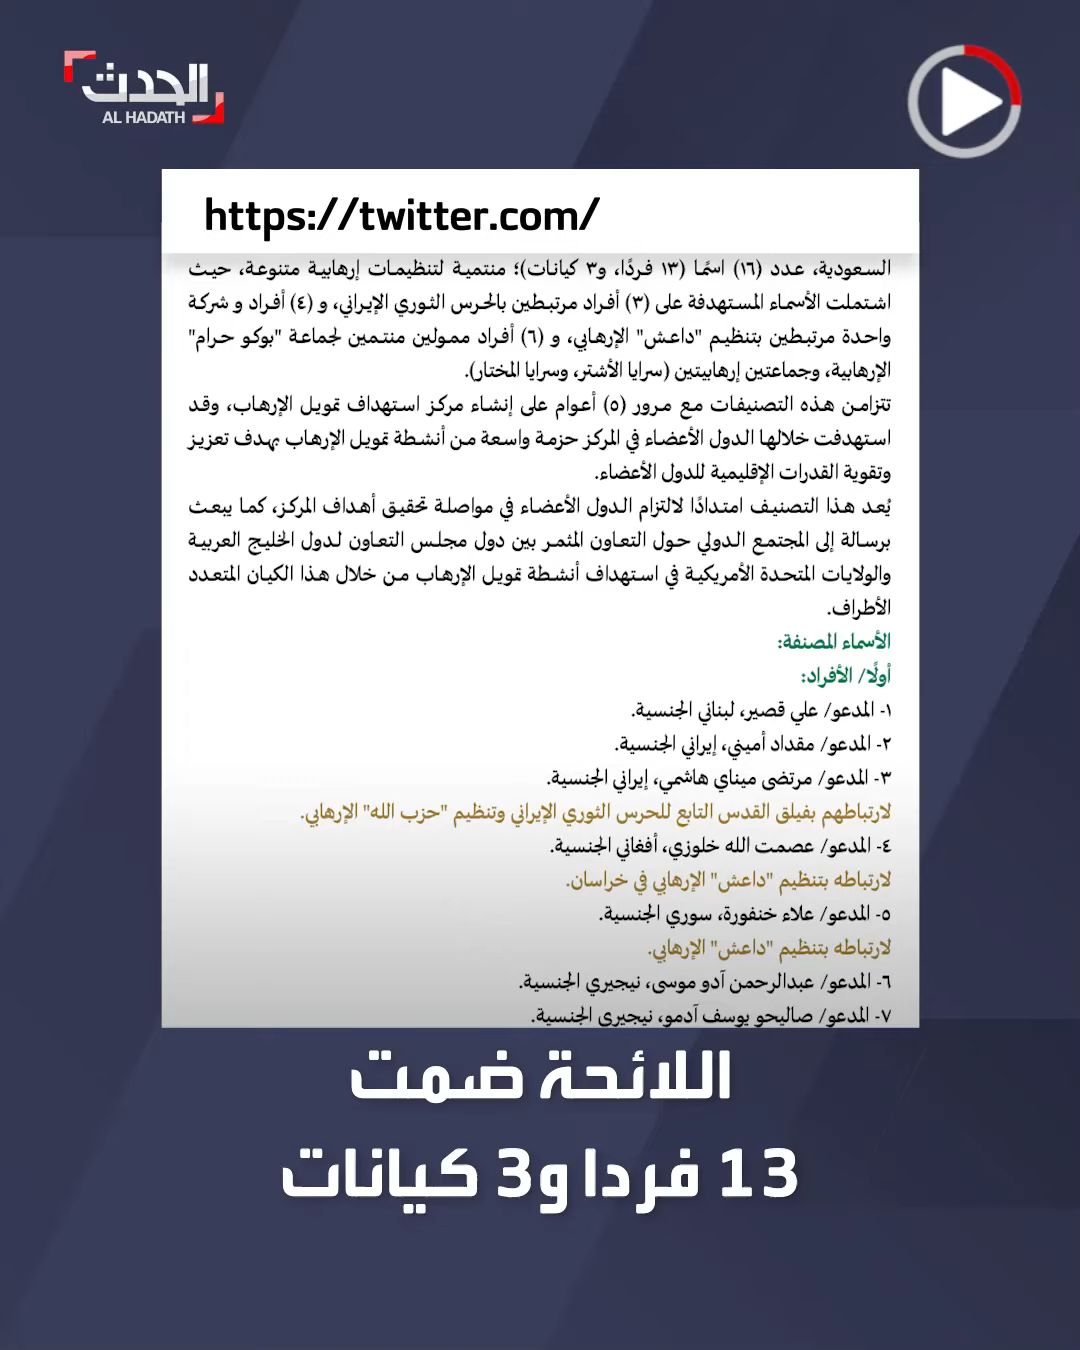 الحدث
AL HADATH
https://twitter.com/
السعودية، عدد (١٦) اسمًا (١٣ فردًا، و٣ كيانات)؛ منتمية لتنظيمات إرهابية متنوعة، حيث
اشتملت الأسماء المستهدفة على (٣) أفراد مرتبطين بالحرس الثوري الإيراني، و (٤) أفراد و شركة
واحدة مرتبطين بتنظيم "داعش" الإرهابي، و (٦) أفراد ممولين منتمين لجماعة "بوكو حرام"
الإرهابية، وجماعتين إرهابيتين (سرايا الأشتر، وسرايا المختار).
تتزامن هذه التصنيفات مع مرور (٥) أعوام على إنشاء مركز استهداف تمويل الإرهاب، وقد
استهدفت خلالها الدول الأعضاء في المركز حزمة واسعة من أنشطة تمويل الإرهاب بهدف تعزيز
وتقوية القدرات الإقليمية للدول الأعضاء.
يُعد هذا التصنيف امتدادًا لالتزام الدول الأعضاء في مواصلة تحقيق أهداف المركز، كما يبعث
برسالة إلى المجتمع الدولي حول التعاون المثمر بين دول مجلس التعاون لدول الخليج العربية
والولايات المتحدة الأمريكية في استهداف أنشطة تمويل الإرهاب من خلال هذا الكيان المتعدد
الأطراف.
الأسماء المصنفة:
أولًا/ الأفراد:
١- المدعو/ علي قصير، لبناني الجنسية.
٢- المدعو/ مقداد أميني، إيراني الجنسية.
٣- المدعو/ مرتضى ميناي هاشمي، إيراني الجنسية.
لارتباطهم بفيلق القدس التابع للحرس الثوري الإيراني وتنظيم "حزب الله" الإرهابي.
٤- المدعو/ عصمت الله خلوزي، أفغاني الجنسية.
لارتباطه بتنظيم "داعش" الإرهابي في خراسان.
٥- المدعو/ علاء خنفورة، سوري الجنسية.
لارتباطه بتنظيم "داعش" الإرهابي.
٦- المدعو/ عبدالرحمن آدو موسى، نيجيري الجنسية.
٧- المدعو/ صاليحو يوسف آدمو، نيجيري الجنسية.
اللائحة ضمت
13 فردا و3 كيانات